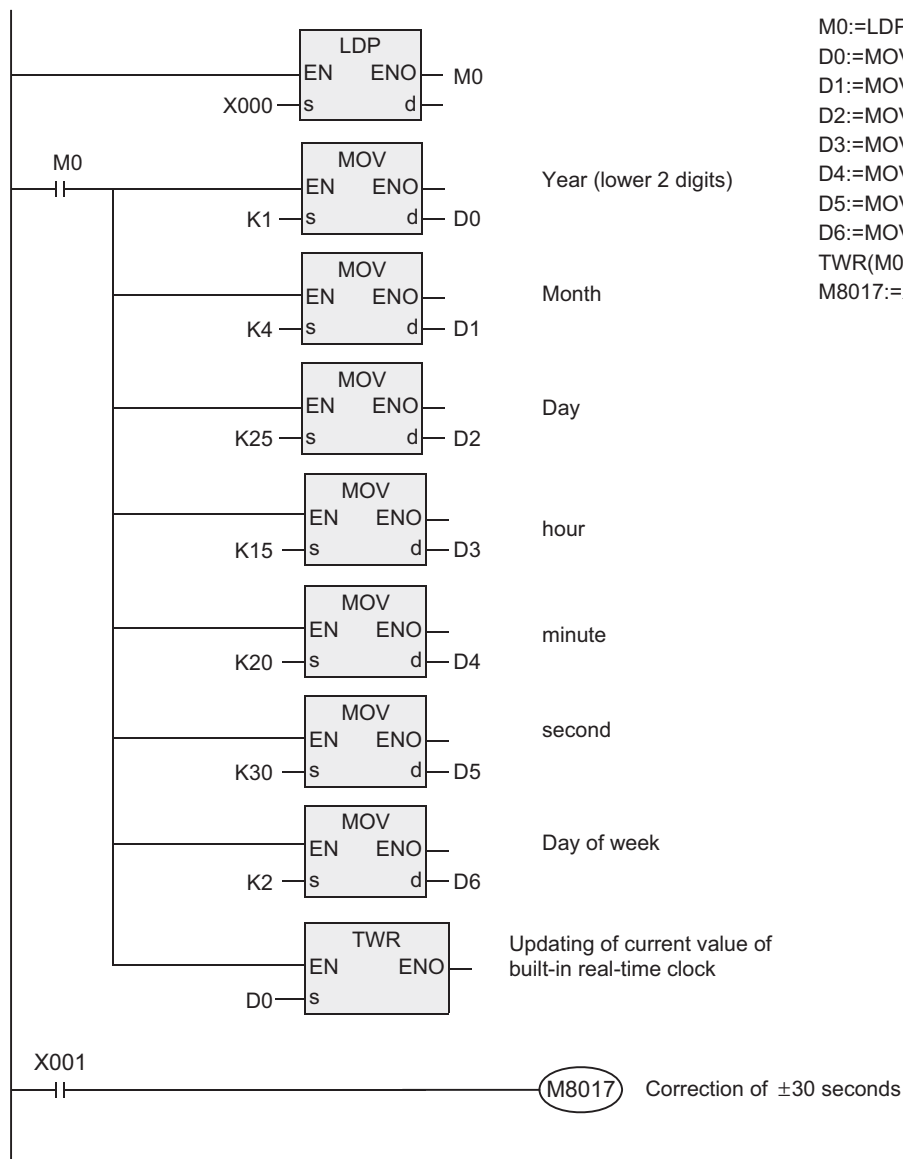 LDP
EN ENO M0
X000 s d
M0
MOV
EN ENO Year (lower 2 digits)
K1 s d D0
MOV
EN ENO Month
K4 s d D1
MOV
EN ENO Day
K25 s d D2
MOV
EN ENO hour
K15 s d D3
MOV
EN ENO minute
K20 s d D4
MOV
EN ENO second
K30 s d D5
MOV
EN ENO Day of week
K2 s d D6
TWR
EN ENO
D0 s
Updating of current value of
built-in real-time clock
X001
M8017 Correction of ±30 seconds
M0:=LDP
D0:=MOV
D1:=MOV
D2:=MOV
D3:=MOV
D4:=MOV
D5:=MOV
D6:=MOV
TWR(M0
M8017:=